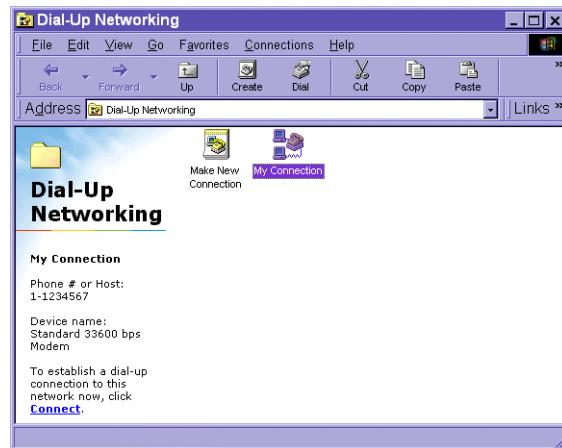 Dial-Up Networking
File Edit View Go Favorites Connections Help
Back Forward Up Create Dial Cut Copy Paste »
Address Dial-Up Networking Links »
Make New
Connection
My Connection
Dial-Up
Networking
My Connection
Phone # or Host:
1-1234567
Device name:
Standard 33600 bps
Modem
To establish a dial-up
connection to this
network now, click
Connect.